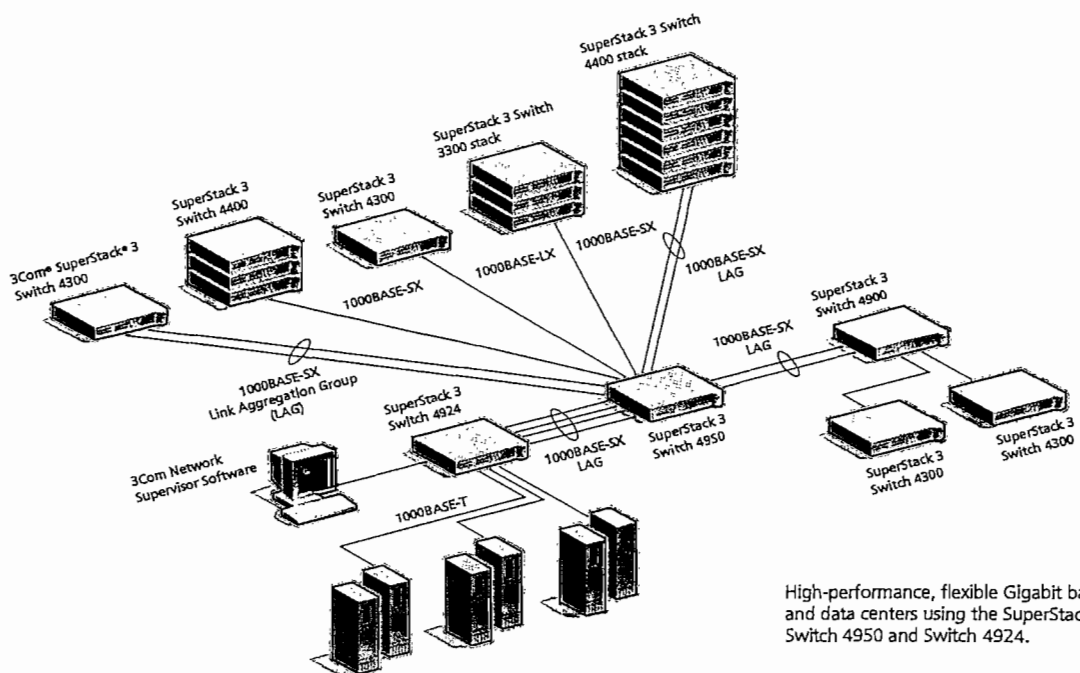 SuperStack 3 Switch
4400 stack
SuperStack 3 Switch
3300 stack
SuperStack 3
Switch 4300
SuperStack 3
Switch 4400
3Com® SuperStack® 3
Switch 4300
1000BASE-SX
1000BASE-LX
1000BASE-SX
1000BASE-SX
LAG
SuperStack 3
Switch 4900
1000BASE-SX
LAG
1000BASE-SX
Link Aggregation Group
(LAG)
SuperStack 3
Switch 4924
1000BASE-SX
LAG
SuperStack 3
Switch 4950
SuperStack 3
Switch 4300
SuperStack 3
Switch 4300
3Com Network
Supervisor Software
1000BASE-T
High-performance, flexible Gigabit
and data centers using the
Switch 4950 and Switch 4924.